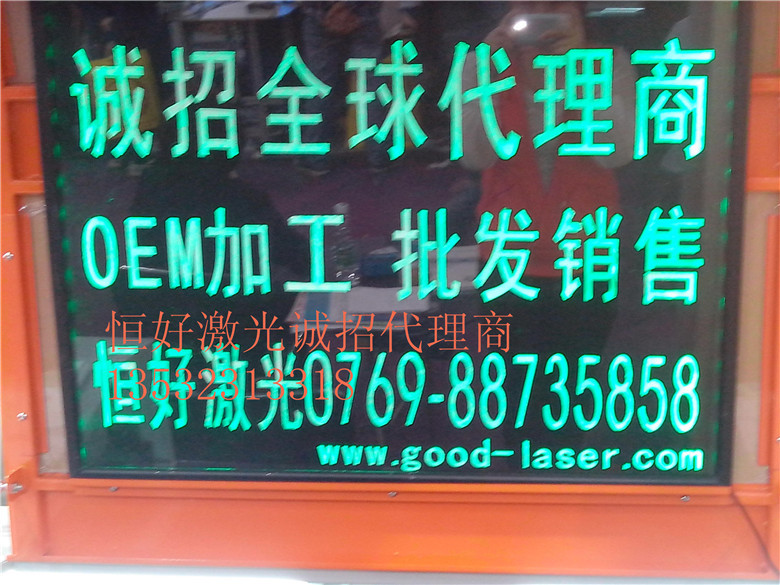 诚招全球代理商
OEM加工 批发销售
恒好激光诚招代理商
恒好激光0769-88735858
13532313318
www.good-laser.com